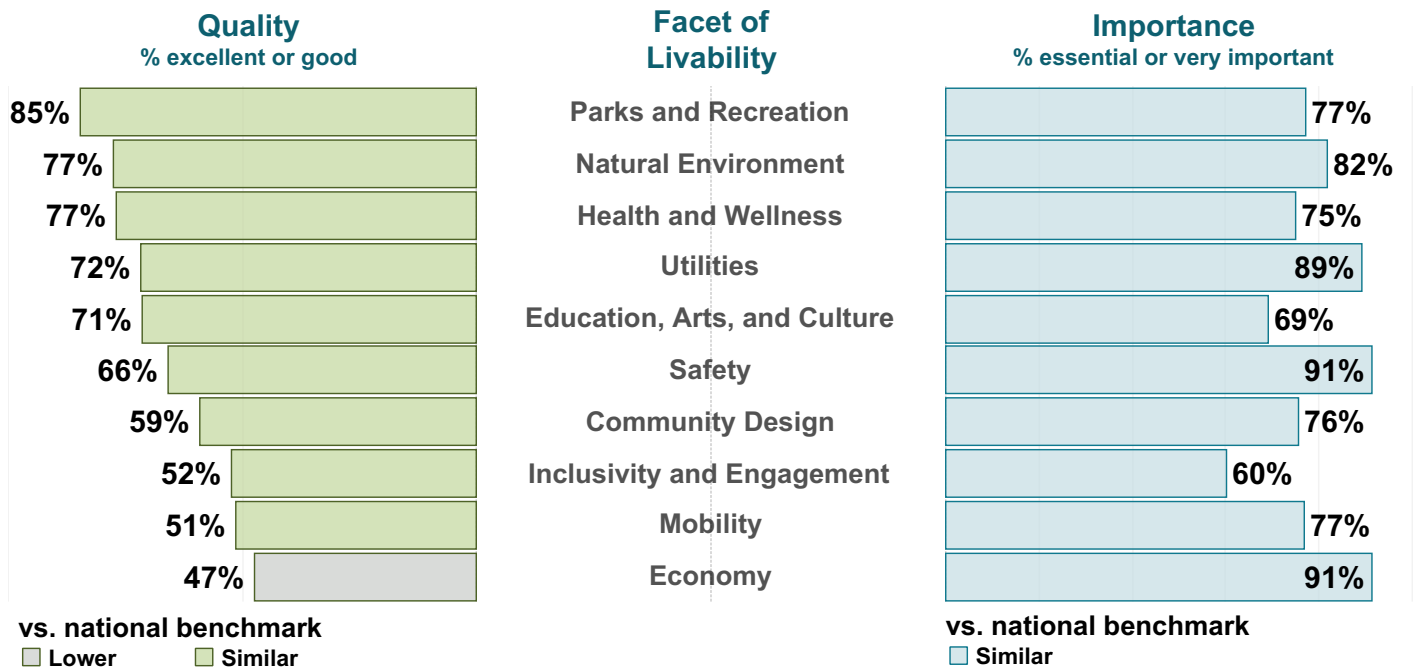 Quality
% excellent or good
Facet of
Livability
Importance
% essential or very important
85% Parks and Recreation 77%
77% Natural Environment 82%
77% Health and Wellness 75%
72% Utilities 89%
71% Education, Arts, and Culture 69%
66% Safety 91%
59% Community Design 76%
52% Inclusivity and Engagement 60%
51% Mobility 77%
47% Economy 91%
vs. national benchmark
Lower Similar
vs. national benchmark
Similar